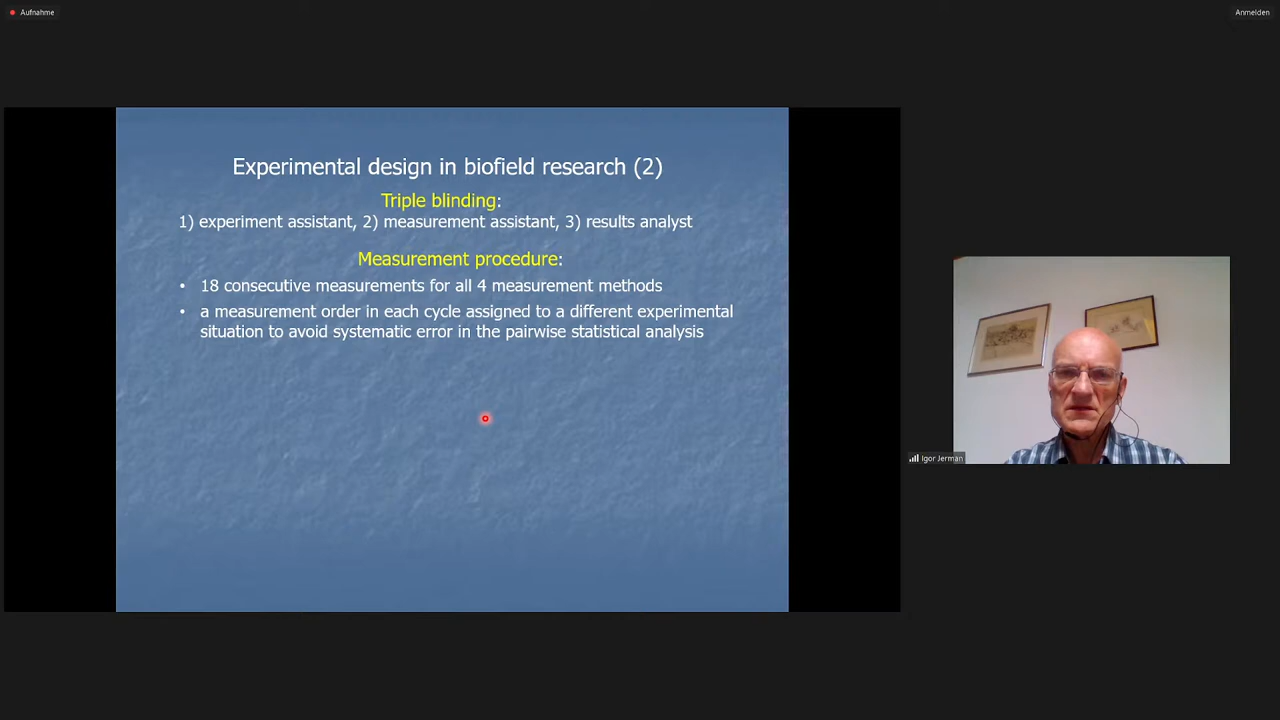 Aufnahme
Anmelden
Experimental design in biofield research (2)
Triple blinding:
1) experiment assistant, 2) measurement assistant, 3) results analyst
Measurement procedure:
• 18 consecutive measurements for all 4 measurement methods
• a measurement order in each cycle assigned to a different experimental
situation to avoid systematic error in the pairwise statistical analysis
Igor Jerman